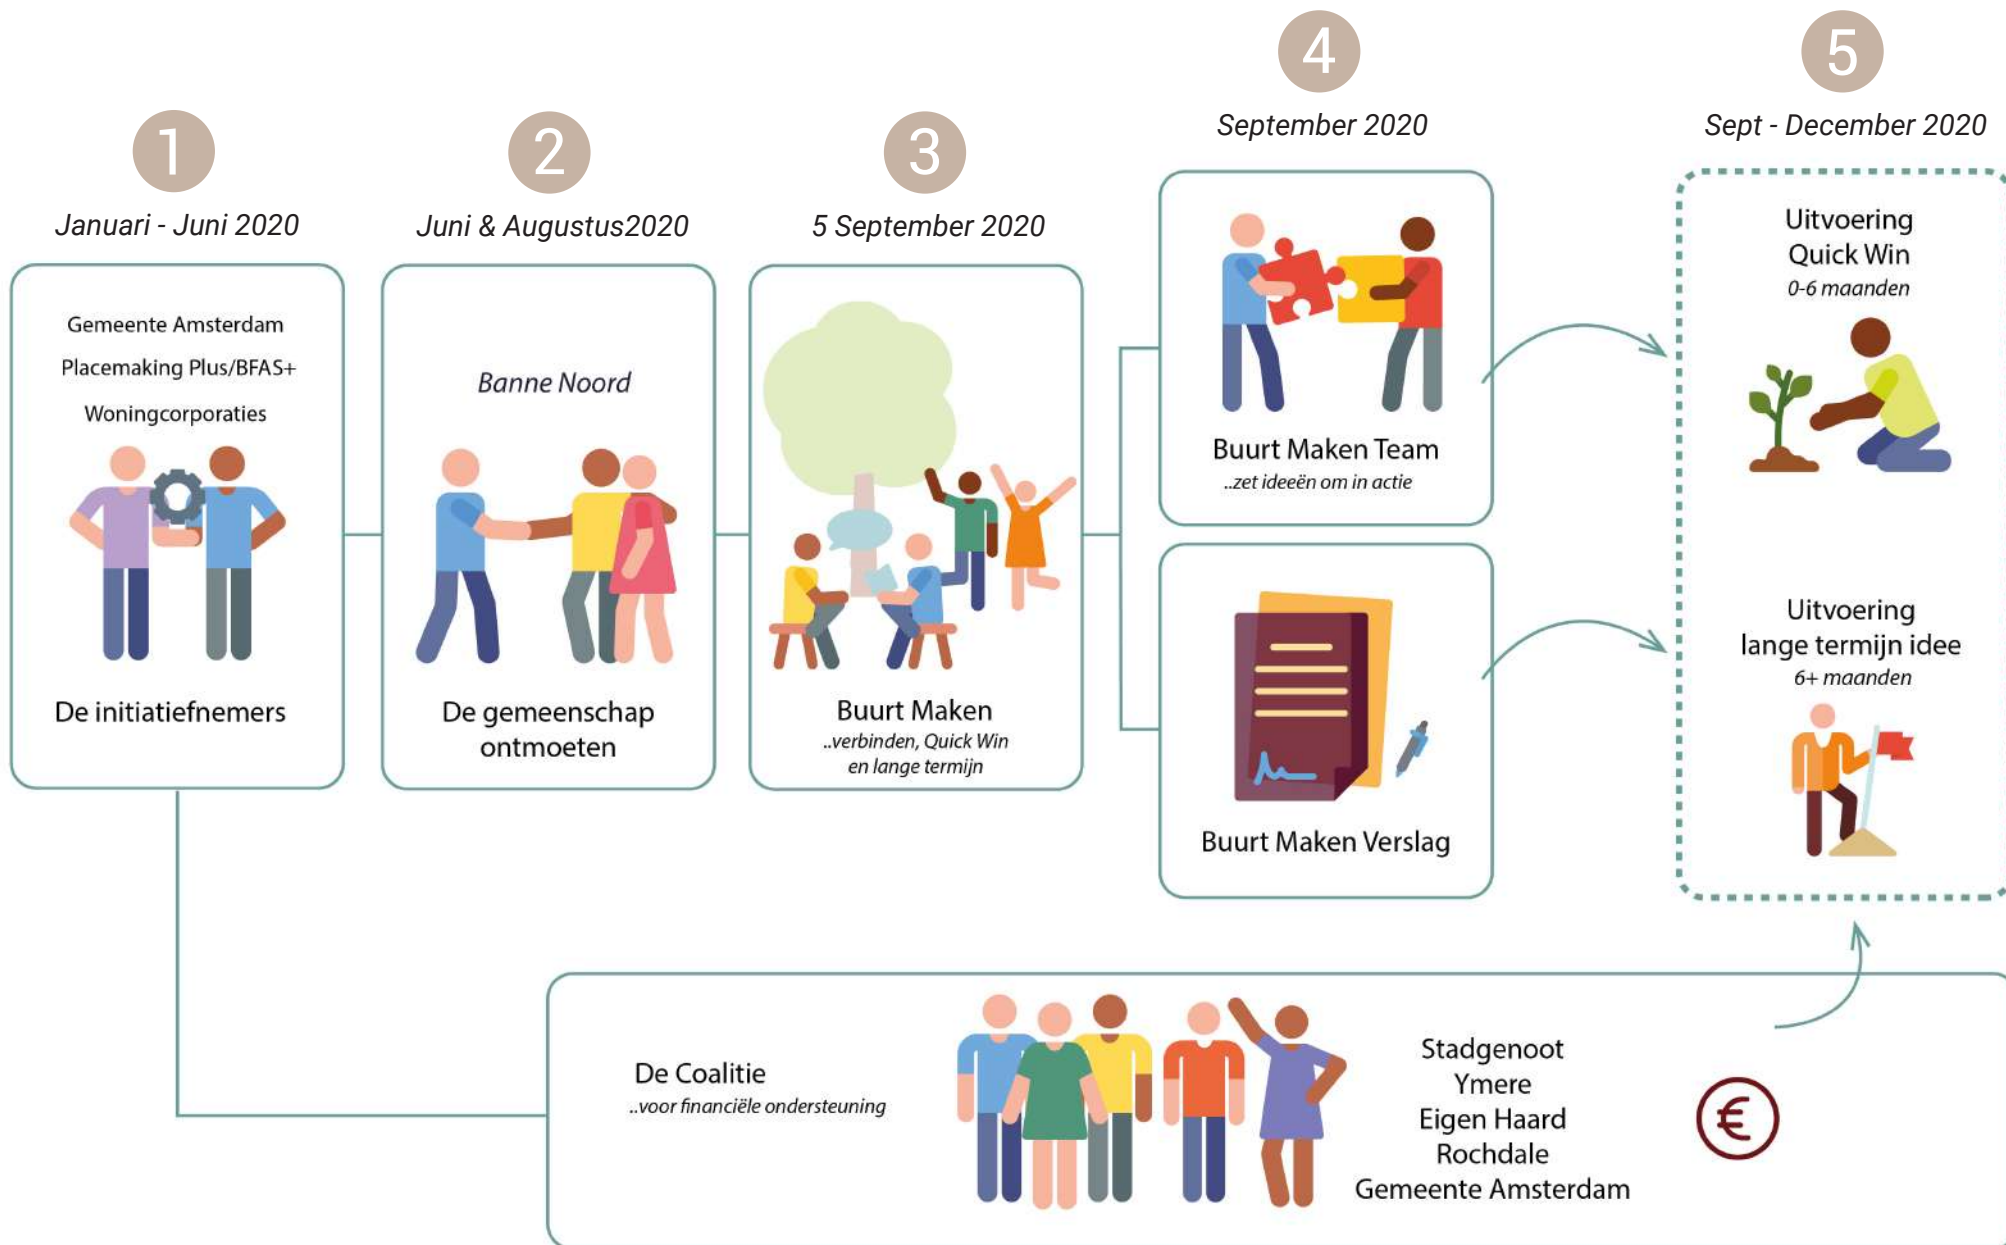 1
Januari - Juni 2020
Gemeente Amsterdam
Placemaking Plus/BFAS+
Woningcorporaties
De initiatiefnemers
2
Juni & Augustus2020
Banne Noord
De gemeenschap
ontmoeten
3
5 September 2020
Buurt Maken
..verbinden, Quick Win
en lange termijn
4
September 2020
Buurt Maken Team
..zet ideeën om in actie
Buurt Maken Verslag
5
Sept - December 2020
Uitvoering
Quick Win
0-6 maanden
Uitvoering
lange termijn idee
6+ maanden
De Coalitie
..voor financiële ondersteuning
Stadgenoot
Ymere
Eigen Haard
Rochdale
Gemeente Amsterdam
€